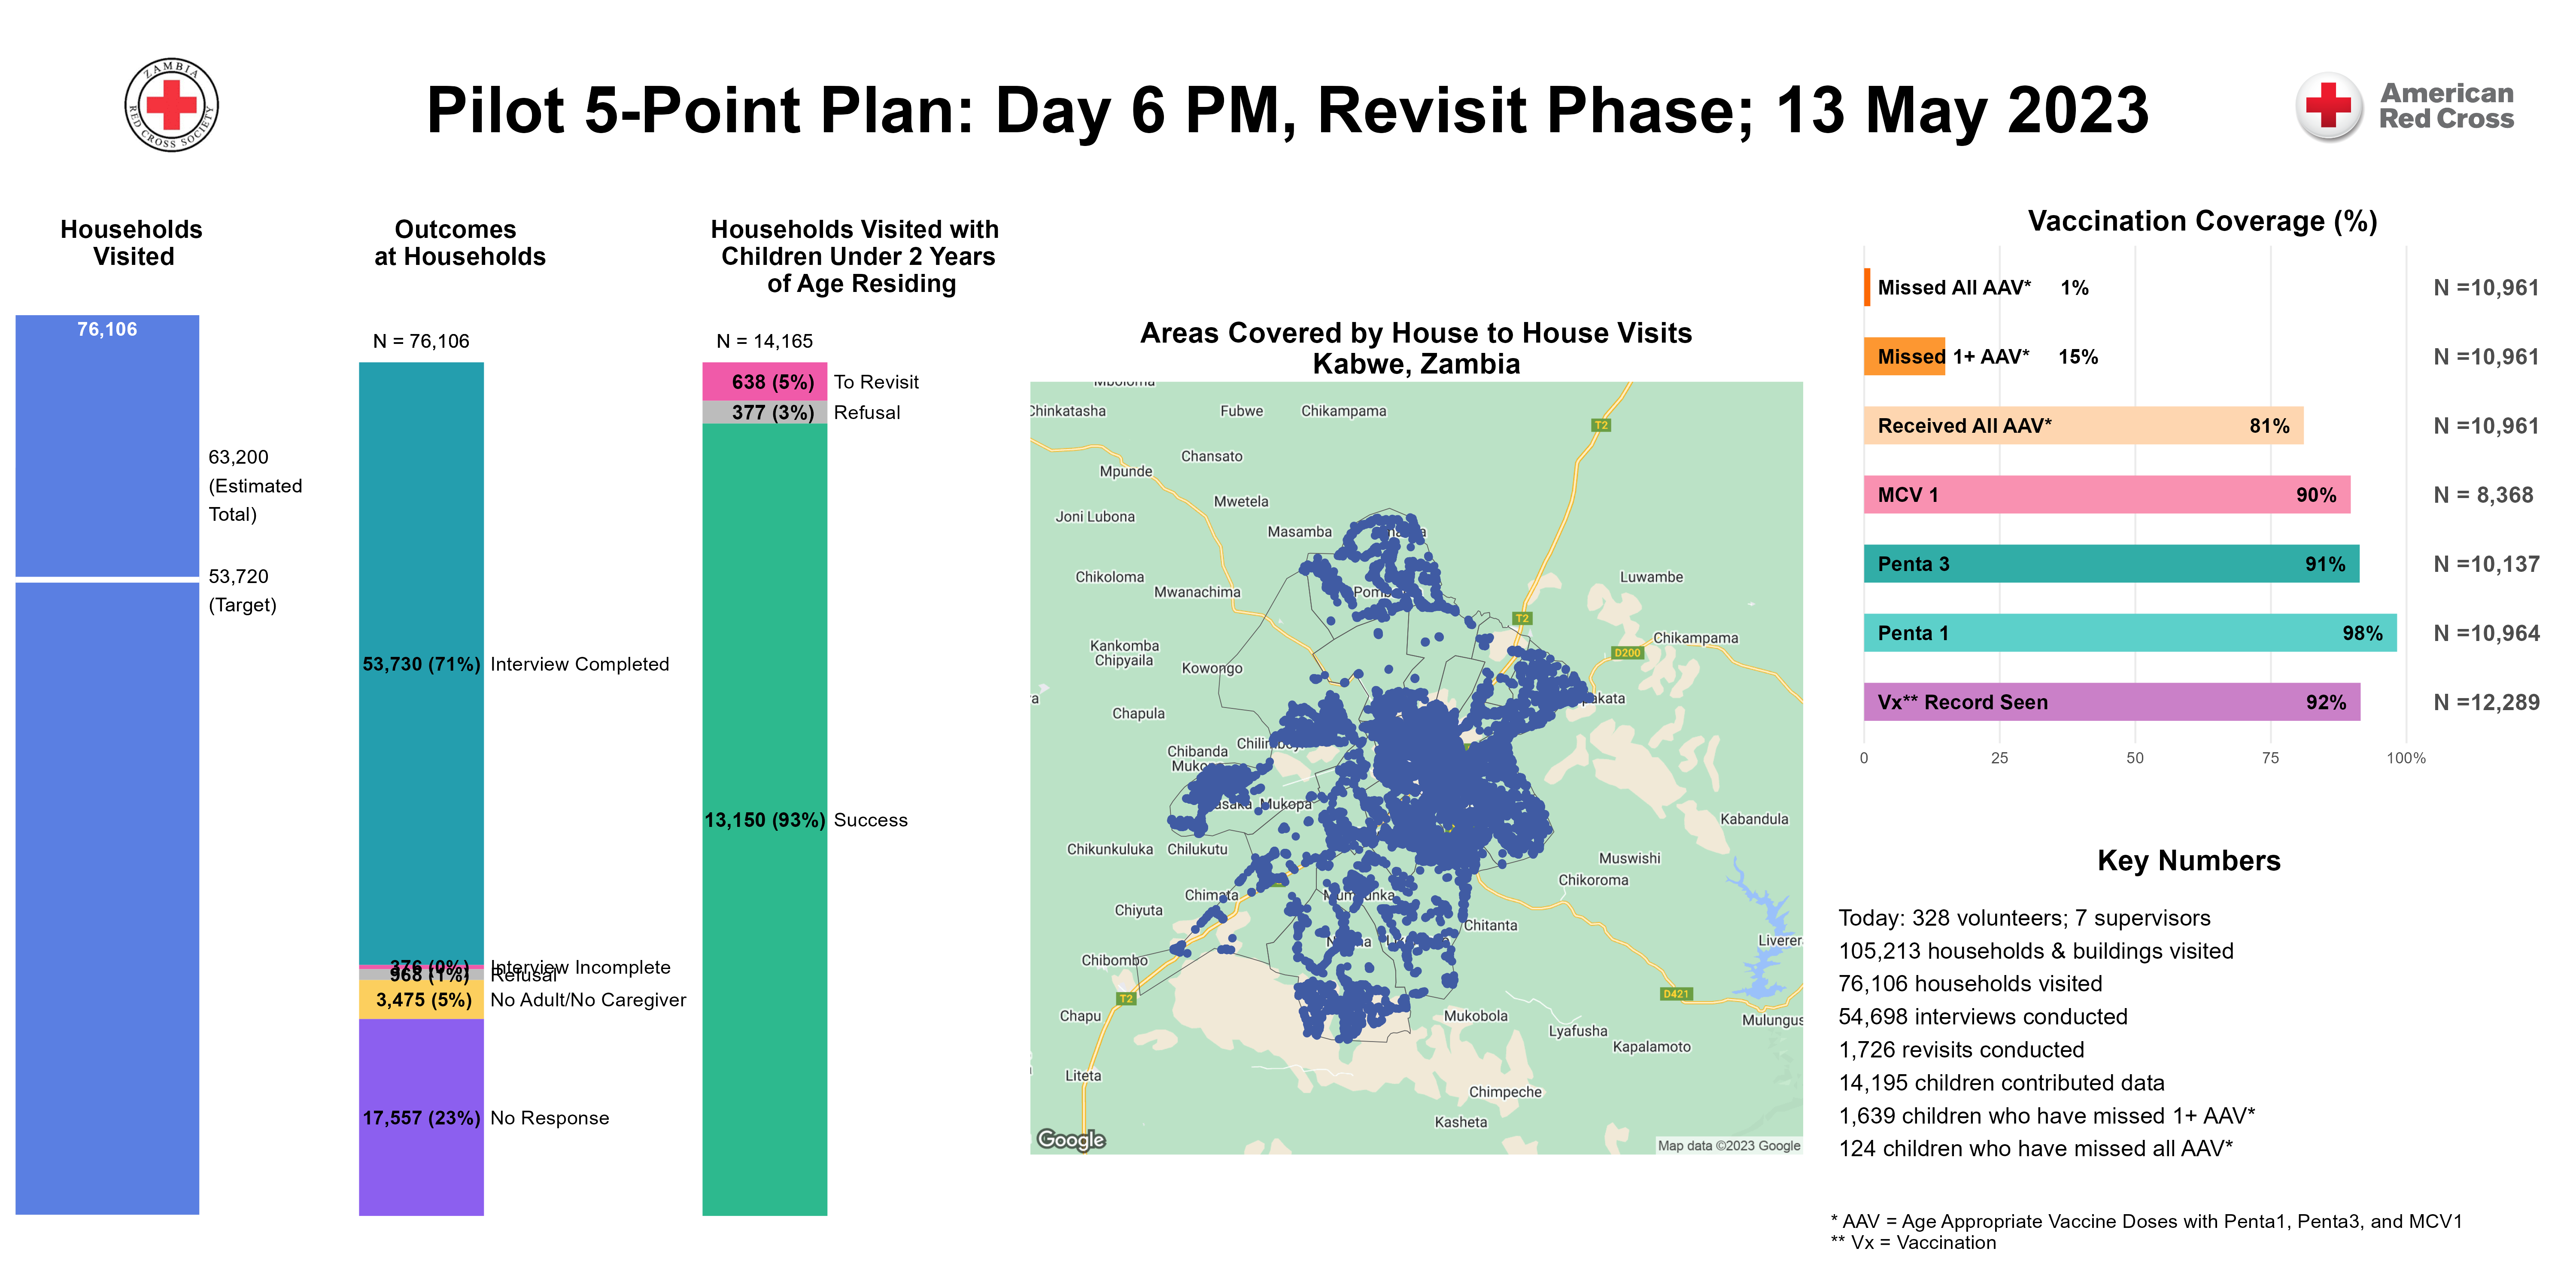 ZAMBIA
RED CROSS SOCIETY
Pilot 5-Point Plan: Day 6 PM, Revisit Phase; 13 May 2023
American
Red Cross
Households
Visited
76,106
63,200
(Estimated
Total)
53,720
(Target)
Outcomes
at Households
N = 76,106
53,730 (71%) Interview Completed
376 (0%) Interview Incomplete
968 (1%) Refusal
3,475 (5%) No Adult/No Caregiver
17,557 (23%) No Response
Households Visited with
Children Under 2 Years
of Age Residing
N = 14,165
638 (5%) To Revisit
377 (3%) Refusal
13,150 (93%) Success
Areas Covered by House to House Visits
Kabwe, Zambia
Chinkatasha
Fubwe
Chikampama
T2
Chansato
Mpunde
Mwetela
Joni Lubona
Masamba
Chikoloma
Mwanachima
Luwambe
T2
Chikampama
Kankomba
Chipyaila
Kowongo
D200
Chapula
Chibanda
Mukopa
Kabandula
Chikunkuluka
Chilukutu
Muswishi
Chikoroma
Chimata
Chiyuta
Chitanta
Chibombo
T2
D421
Chapu
Mukobola
Lyafusha
Kapalamoto
Liteta
Chimpeche
Kasheta
Google
Map data ©2023 Google
Vaccination Coverage (%)
Missed All AAV* 1% N =10,961
Missed 1+ AAV* 15% N =10,961
Received All AAV* 81% N =10,961
MCV 1 90% N = 8,368
Penta 3 91% N =10,137
Penta 1 98% N =10,964
Vx** Record Seen 92% N =12,289
0 25 50 75 100%
Key Numbers
Today: 328 volunteers; 7 supervisors
105,213 households & buildings visited
76,106 households visited
54,698 interviews conducted
1,726 revisits conducted
14,195 children contributed data
1,639 children who have missed 1+ AAV*
124 children who have missed all AAV*
* AAV = Age Appropriate Vaccine Doses with Penta1, Penta3, and MCV1
** Vx = Vaccination